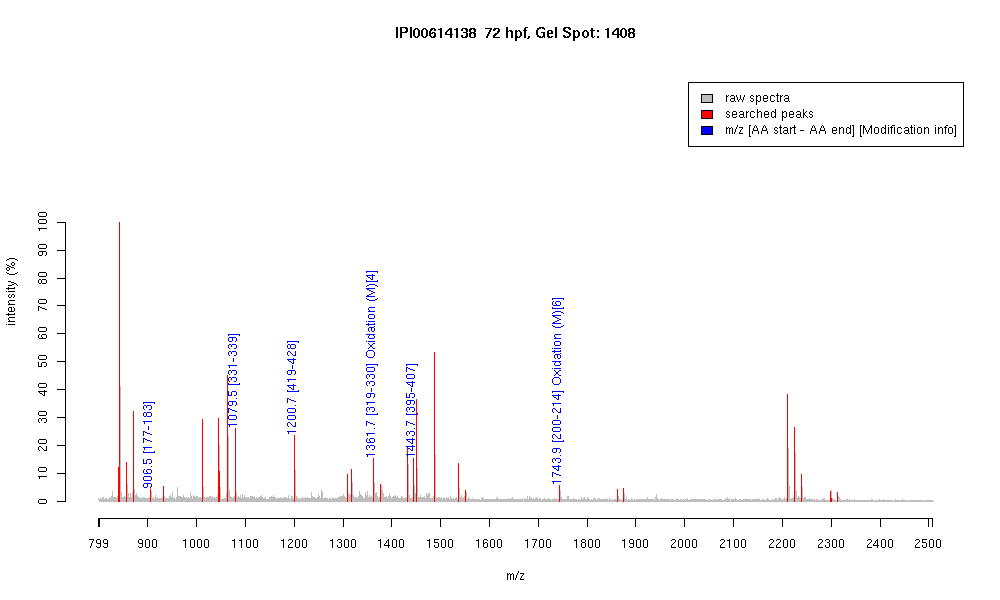 IPI00614138 72 hpf, Gel Spot: 1408
raw spectra
searched peaks
m/z [AA start - AA end] [Modification info]
intensity (%)
100
90
80
70
60
50
40
30
20
10
0
906.5 [177-183]
1079.5 [331-339]
1200.7 [419-428]
1361.7 [319-330] Oxidation (M)[4]
1443.7 [395-407]
1743.9 [200-214] Oxidation (M)[6]
799 900 1000 1100 1200 1300 1400 1500 1600 1700 1800 1900 2000 2100 2200 2300 2400 2500
m/z